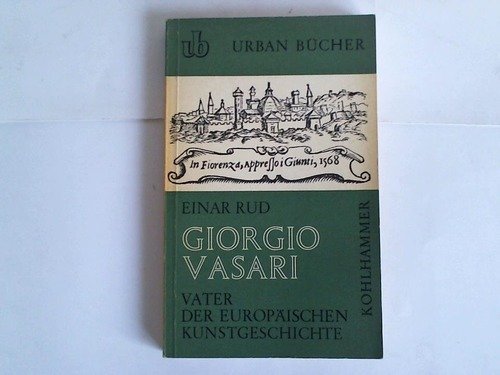 ub
URBAN BÜCHER
In Fiorenza, Appresso i Giunti, 1568
EINAR RUD
GIORGIO
VASARI
VATER
DER EUROPÄISCHEN
KUNSTGESCHICHTE
KOHLHAMMER